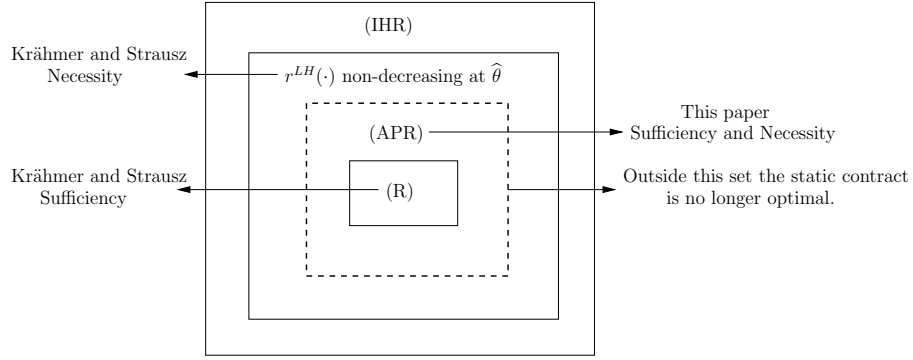 (IHR)
Krähmer and Strausz
Necessity
r^{LH}(·) non-decreasing at \widehat{θ}
(APR)
This paper
Sufficiency and Necessity
Krähmer and Strausz
Sufficiency
(R)
Outside this set the static contract
is no longer optimal.